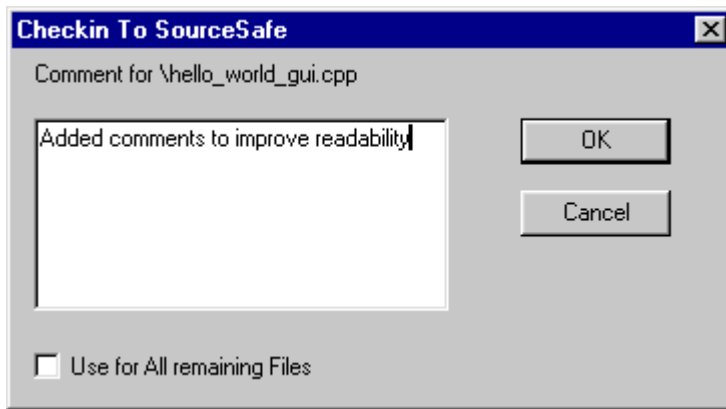 Checkin To SourceSafe
Comment for \hello_world_gui.cpp
Added comments to improve readability
OK
Cancel
Use for All remaining Files